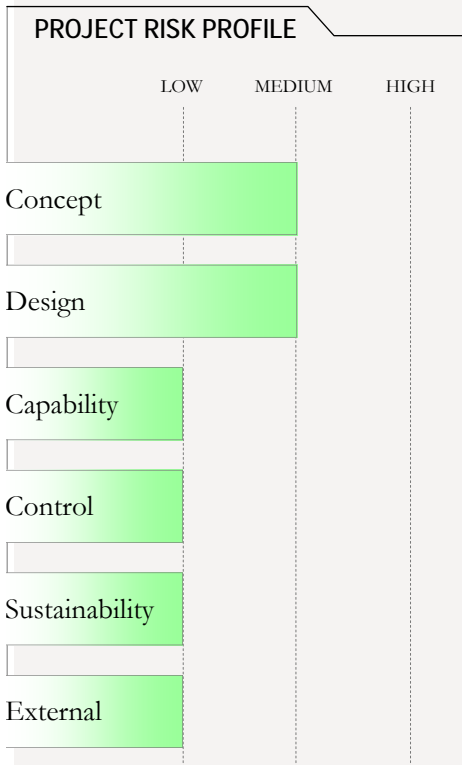 PROJECT RISK PROFILE
LOW MEDIUM HIGH
Concept
Design
Capability
Control
Sustainability
External